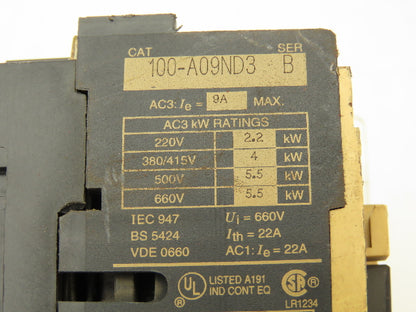 CAT SER
100-A09ND3 B
AC3: Ie = 9A MAX.
AC3 kW RATINGS
220V 2.2 kW
380/415V 4 kW
500V 5.5 kW
660V 5.5 kW
IEC 947 Ui = 660V
BS 5424 Ith = 22A
VDE 0660 AC1: Ie = 22A
UL LISTED A191 SA
IND CONT EQ LR1234